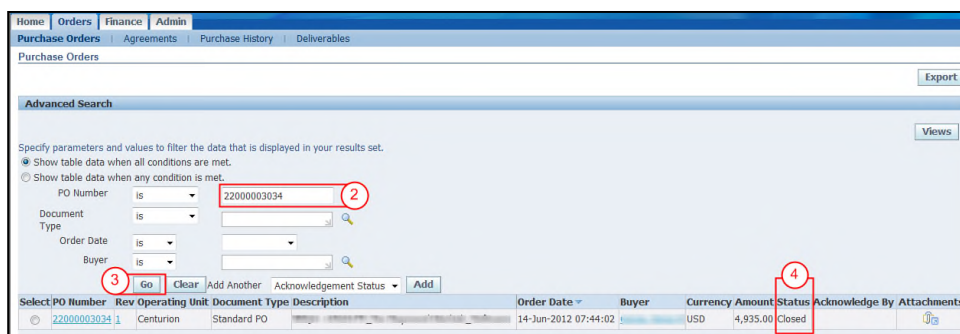 Home Orders Finance Admin
Purchase Orders | Agreements | Purchase History | Deliverables
Purchase Orders
Export
Advanced Search
Views
Specify parameters and values to filter the data that is displayed in your results set.
Show table data when all conditions are met.
Show table data when any condition is met.
PO Number is 22000003034 2
Document Type is
Order Date is
Buyer is
3 Go Clear Add Another Acknowledgement Status Add 4
Select PO Number Rev Operating Unit Document Type Description Order Date Buyer Currency Amount Status Acknowledge By Attachments
22000003034 1 Centurion Standard PO 14-Jun-2012 07:44:02 USD 4,935.00 Closed